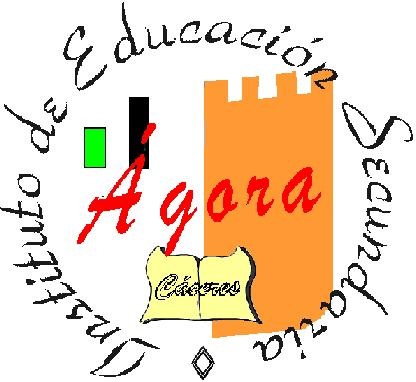 Instituto de Educación Secundaria
Ágora
Cáceres